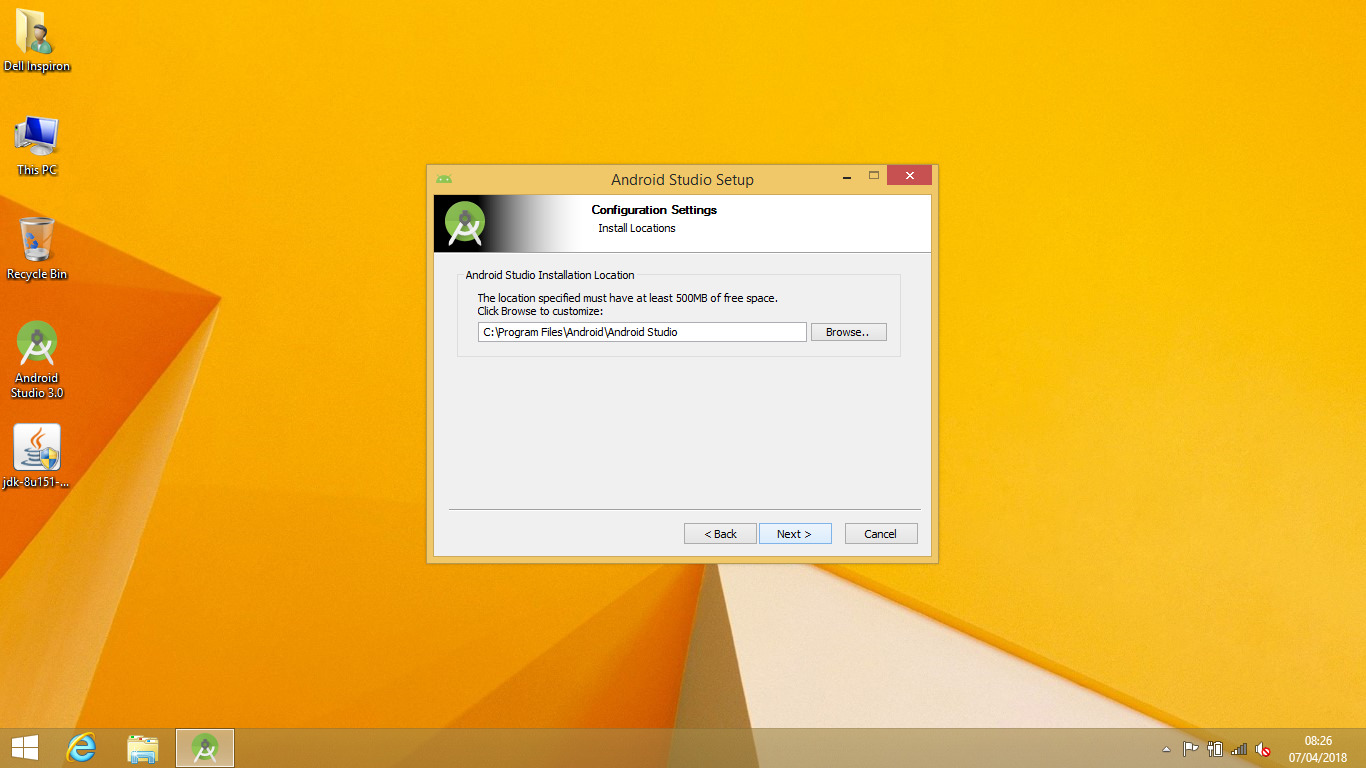 Dell Inspiron
This PC
Recycle Bin
Android
Studio 3.0
jdk-8u151-...
Android Studio Setup
Configuration Settings
Install Locations
Android Studio Installation Location
The location specified must have at least 500MB of free space.
Click Browse to customize:
C:\Program Files\Android\Android Studio
Browse..
< Back
Next >
Cancel
08:26
07/04/2018